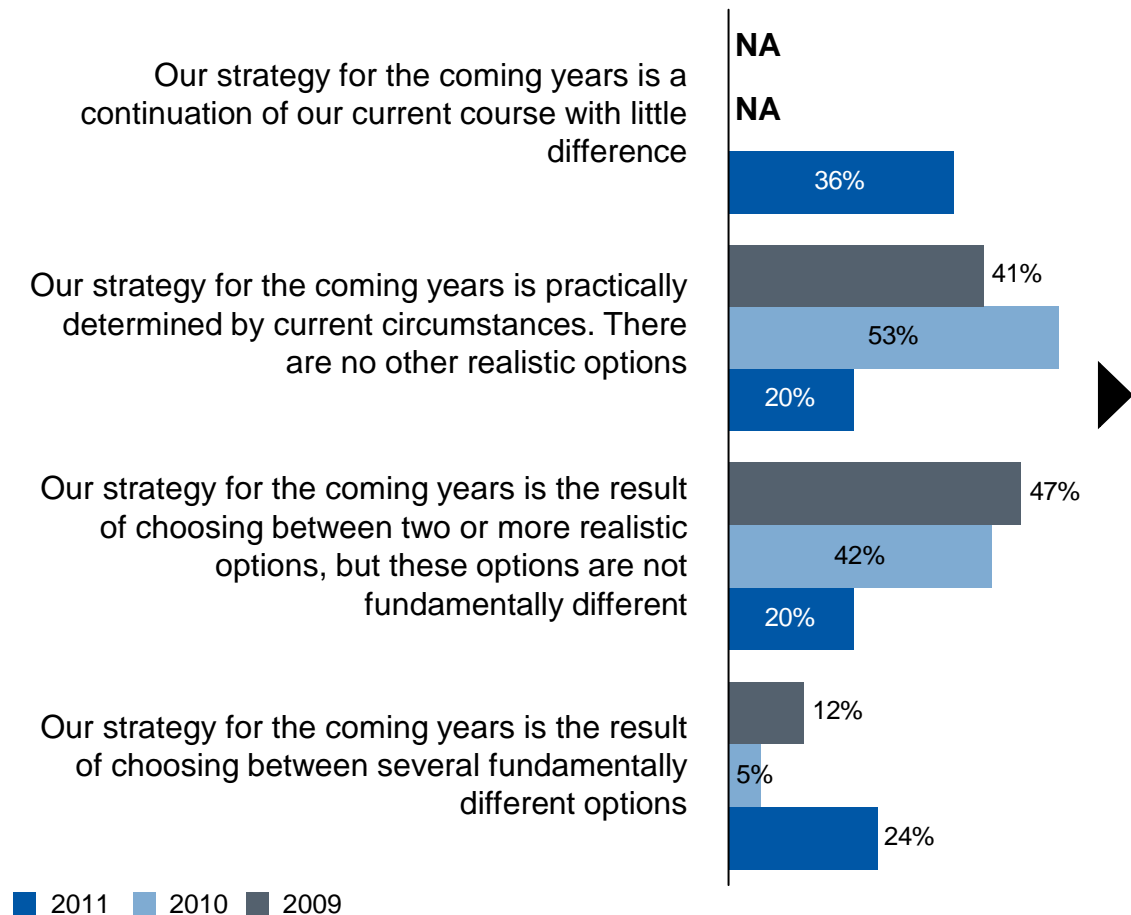 NA
Our strategy for the coming years is a
continuation of our current course with little
difference
NA
36%
Our strategy for the coming years is practically
determined by current circumstances. There
are no other realistic options
41%
53%
20%
Our strategy for the coming years is the result
of choosing between two or more realistic
options, but these options are not
fundamentally different
47%
42%
20%
Our strategy for the coming years is the result
of choosing between several fundamentally
different options
12%
5%
24%
2011 2010 2009